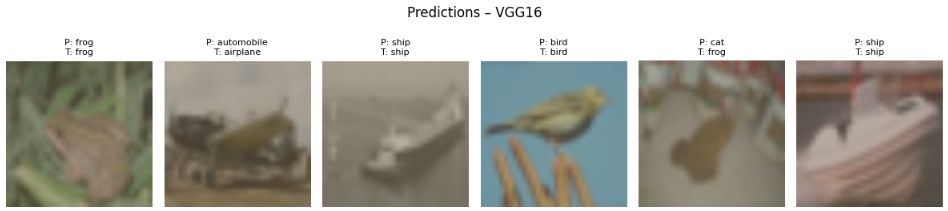 Predictions – VGG16
P: frog
T: frog
P: automobile
T: airplane
P: ship
T: ship
P: bird
T: bird
P: cat
T: frog
P: ship
T: ship